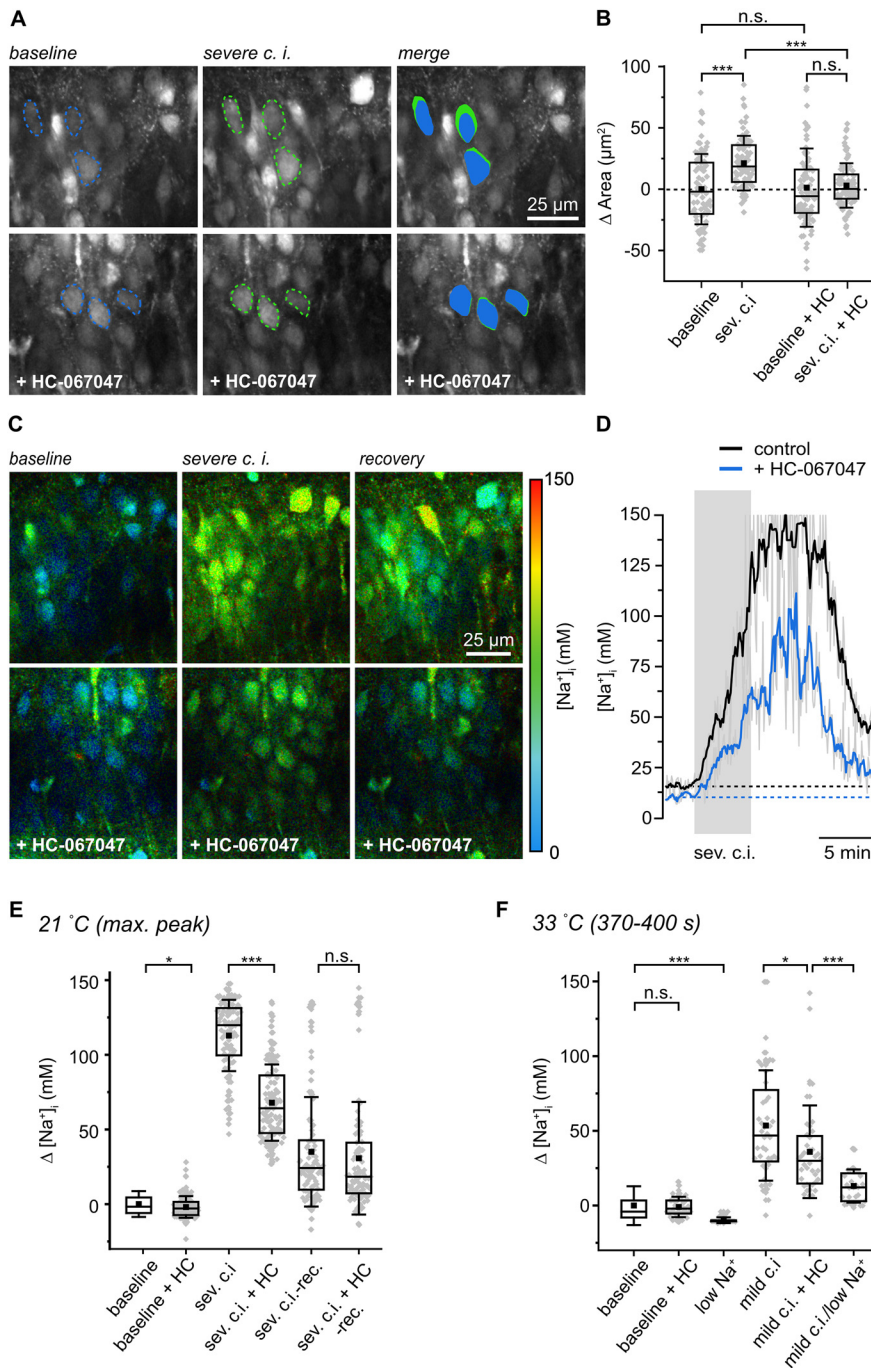 A
baseline
severe c. i.
merge
25 µm
+ HC-067047
+ HC-067047
+ HC-067047
B
n.s.
***
***
n.s.
Δ Area (µm²)
100
50
0
-50
baseline
sev. c.i
baseline + HC
sev. c.i. + HC
C
baseline
severe c. i.
recovery
25 µm
+ HC-067047
+ HC-067047
+ HC-067047
150
[Na⁺]ᵢ (mM)
0
D
control
+ HC-067047
[Na⁺]ᵢ (mM)
150
125
100
75
50
25
0
sev. c.i.
5 min
E
21 °C (max. peak)
*
***
n.s.
Δ [Na⁺]ᵢ (mM)
150
100
50
0
baseline
baseline + HC
sev. c.i
sev. c.i. + HC
sev. c.i.-rec.
sev. c.i. + HC
-rec.
F
33 °C (370-400 s)
***
n.s.
*
***
Δ [Na⁺]ᵢ (mM)
150
100
50
0
baseline
baseline + HC
low Na⁺
mild c.i
mild c.i. + HC
mild c.i./low Na⁺